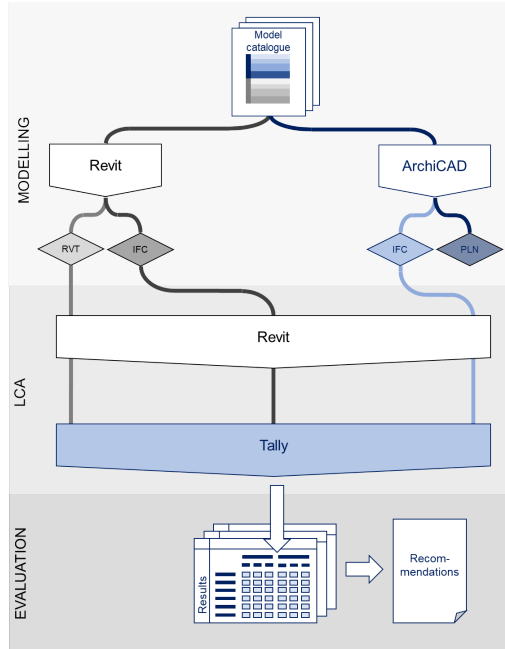 Model
catalogue
MODELLING
Revit
ArchiCAD
RVT
IFC
IFC
PLN
LCA
Revit
Tally
EVALUATION
Results
Recom-
mendations